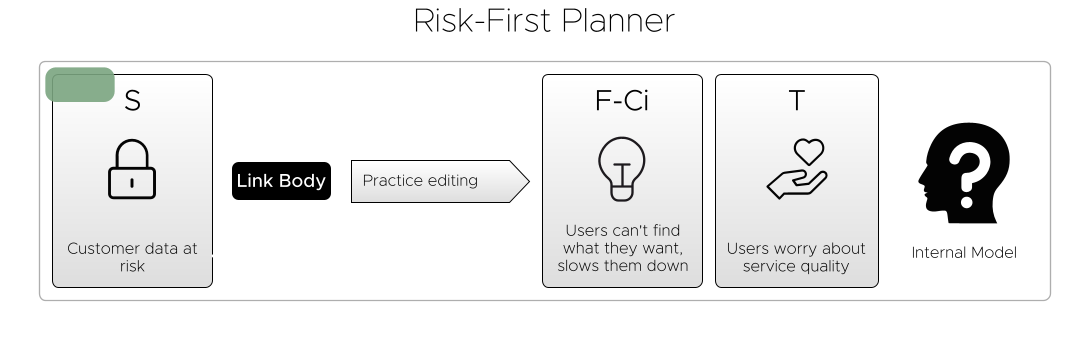 Risk-First Planner
S
Customer data at
risk
Link Body
Practice editing
F-Ci
Users can't find
what they want,
slows them down
T
Users worry about
service quality
Internal Model